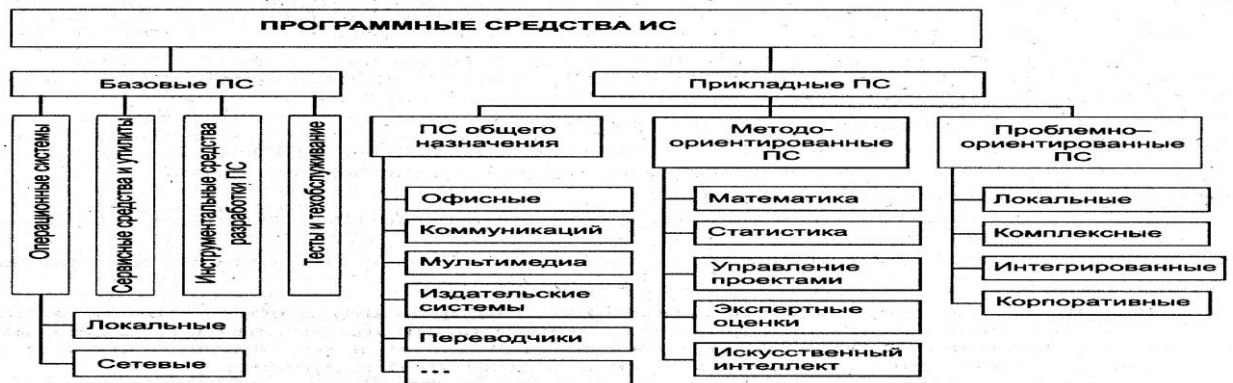 ПРОГРАММНЫЕ СРЕДСТВА ИС
Базовые ПС
Прикладные ПС
Операционные системы
Сервисные средства и утилиты
Инструментальные средства
разработки ПС
Тесты и техобслуживание
Локальные
Сетевые
ПС общего
назначения
Офисные
Коммуникаций
Мультимедиа
Издательские
системы
Переводчики
...
Методо-
ориентированные
ПС
Математика
Статистика
Управление
проектами
Экспертные
оценки
Искусственный
интеллект
Проблемно–
ориентированные
ПС
Локальные
Комплексные
Интегрированные
Корпоративные